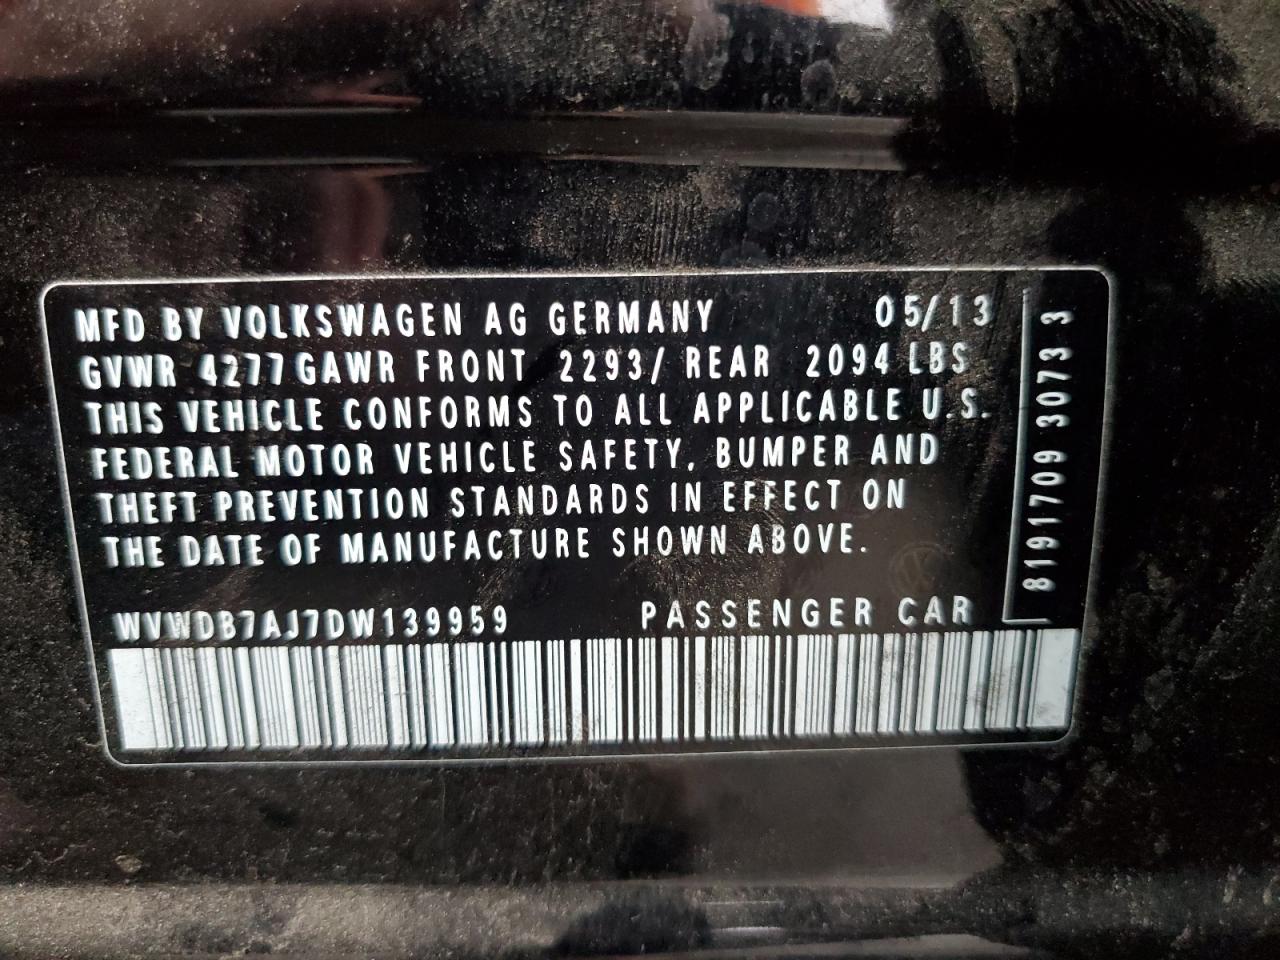 MFD BY VOLKSWAGEN AG GERMANY 05/13
GVWR 4277 GAWR FRONT 2293/ REAR 2094 LBS
THIS VEHICLE CONFORMS TO ALL APPLICABLE U.S.
FEDERAL MOTOR VEHICLE SAFETY, BUMPER AND
THEFT PREVENTION STANDARDS IN EFFECT ON
THE DATE OF MANUFACTURE SHOWN ABOVE.
WVWDB7AJ7DW139959 PASSENGER CAR
8191709 3073 3